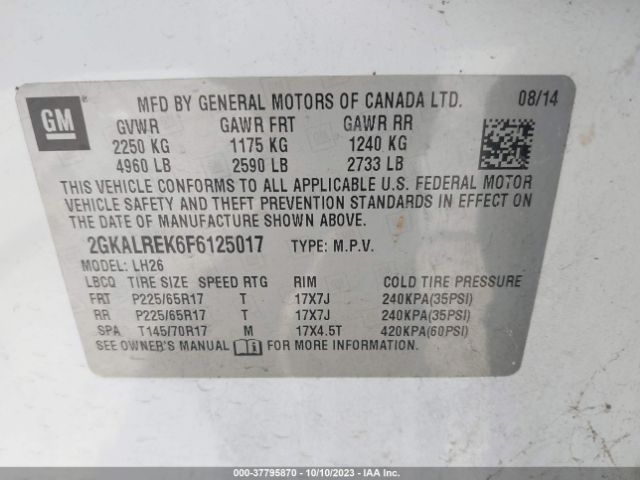 GM ® MFD BY GENERAL MOTORS OF CANADA LTD. 08/14
GVWR GAWR FRT GAWR RR
2250 KG 1175 KG 1240 KG
4960 LB 2590 LB 2733 LB
THIS VEHICLE CONFORMS TO ALL APPLICABLE U.S. FEDERAL MOTOR
VEHICLE SAFETY AND THEFT PREVENTION STANDARDS IN EFFECT ON
THE DATE OF MANUFACTURE SHOWN ABOVE.
2GKALREK6F6125017 TYPE: M.P.V.
MODEL: LH26
LBCQ TIRE SIZE SPEED RTG RIM COLD TIRE PRESSURE
FRT P225/65R17 T 17X7J 240KPA(35PSI)
RR P225/65R17 T 17X7J 240KPA(35PSI)
SPA T145/70R17 M 17X4.5T 420KPA(60PSI)
SEE OWNER'S MANUAL FOR MORE INFORMATION.
000-37795870 - 10/10/2023 - IAAI.com